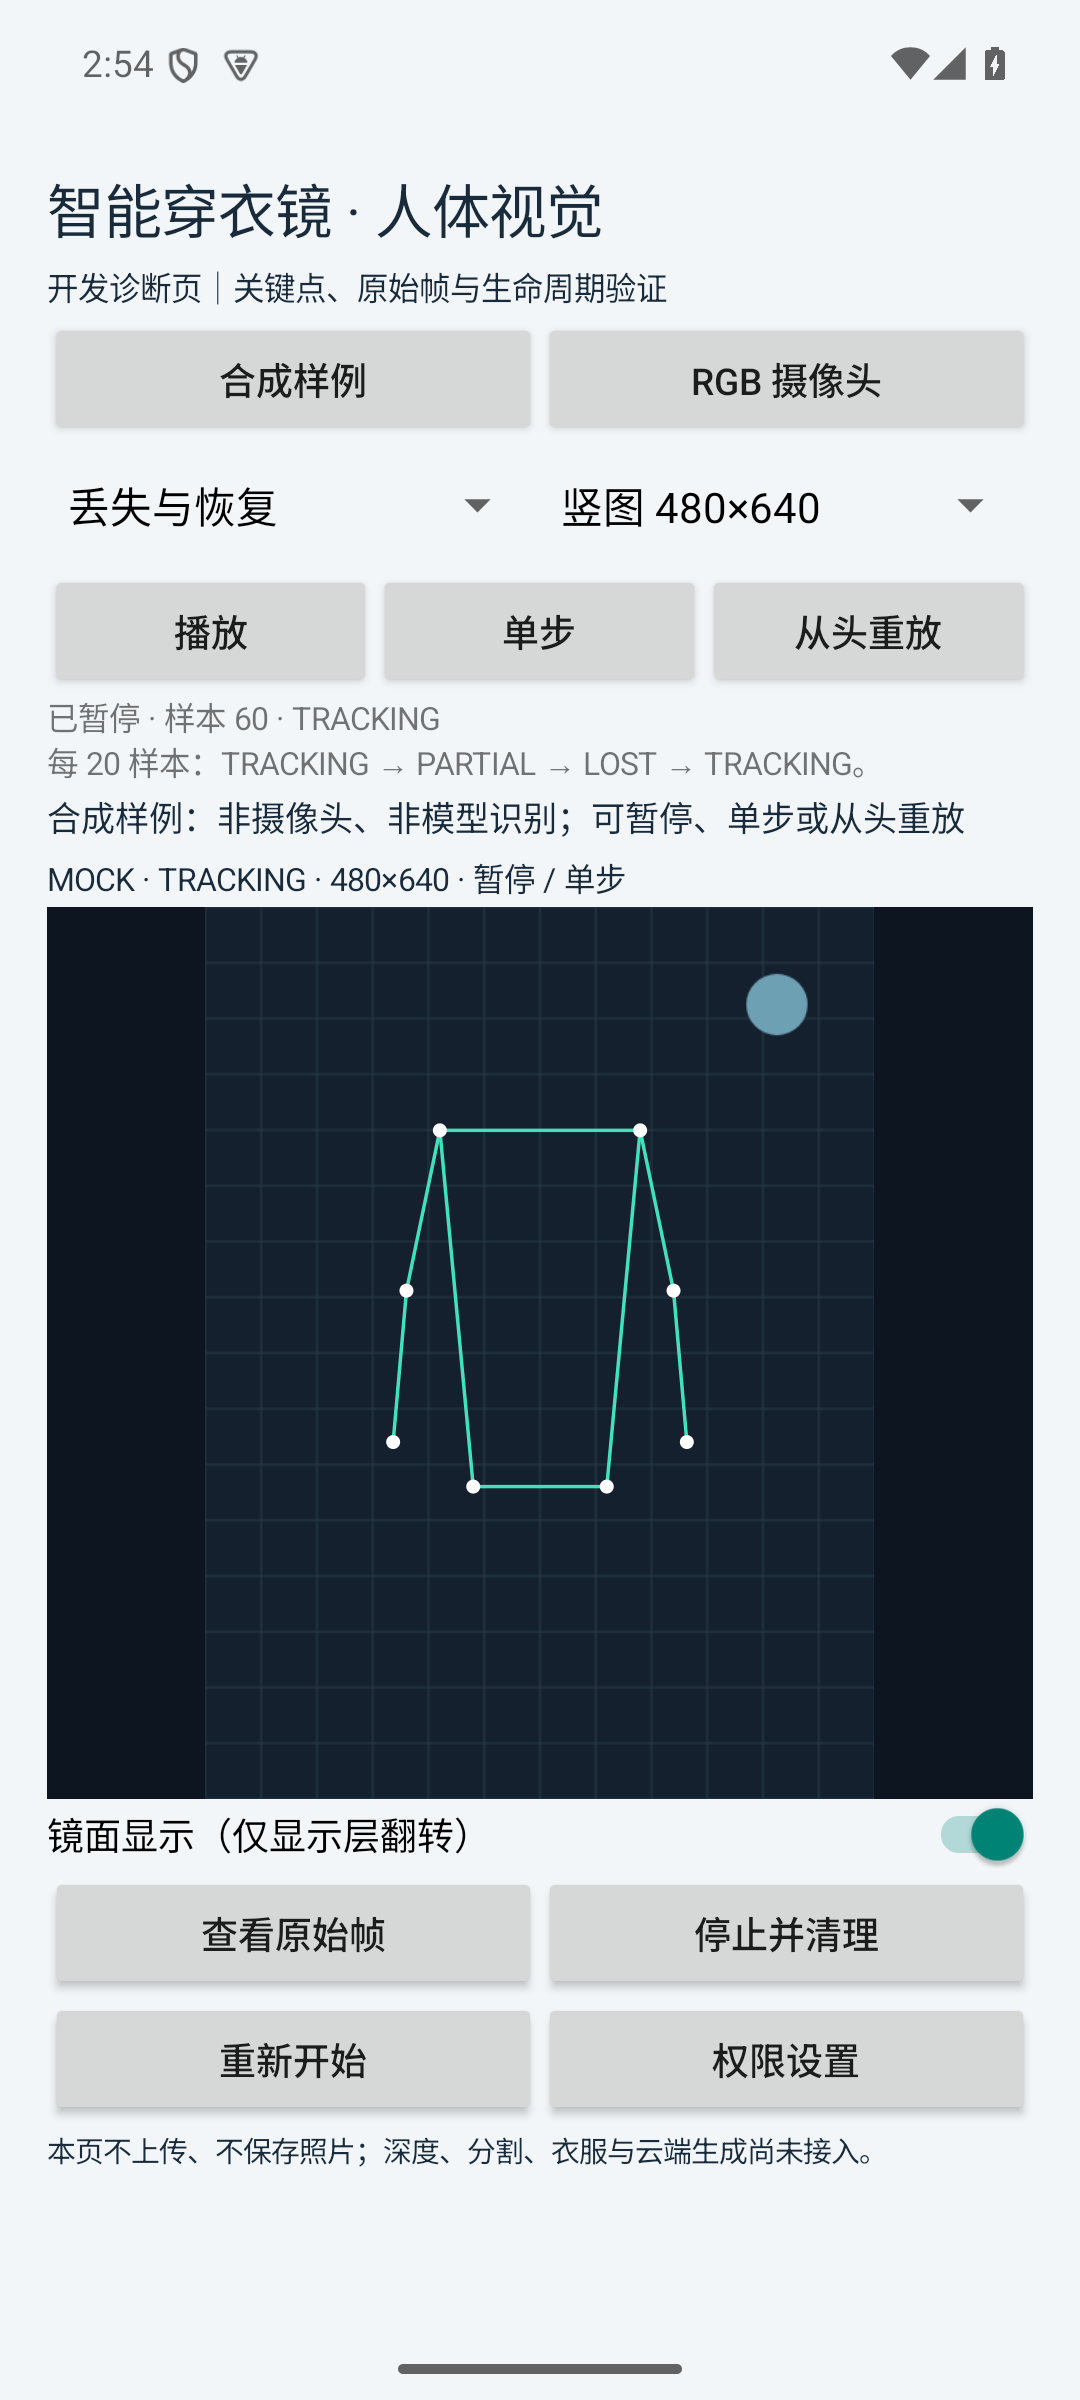 2:54
智能穿衣镜 · 人体视觉
开发诊断页｜关键点、原始帧与生命周期验证
合成样例
RGB 摄像头
丢失与恢复
竖图 480×640
播放
单步
从头重放
已暂停 · 样本 60 · TRACKING
每 20 样本：TRACKING → PARTIAL → LOST → TRACKING。
合成样例：非摄像头、非模型识别；可暂停、单步或从头重放
MOCK · TRACKING · 480×640 · 暂停 / 单步
镜面显示（仅显示层翻转）
查看原始帧
停止并清理
重新开始
权限设置
本页不上传、不保存照片；深度、分割、衣服与云端生成尚未接入。